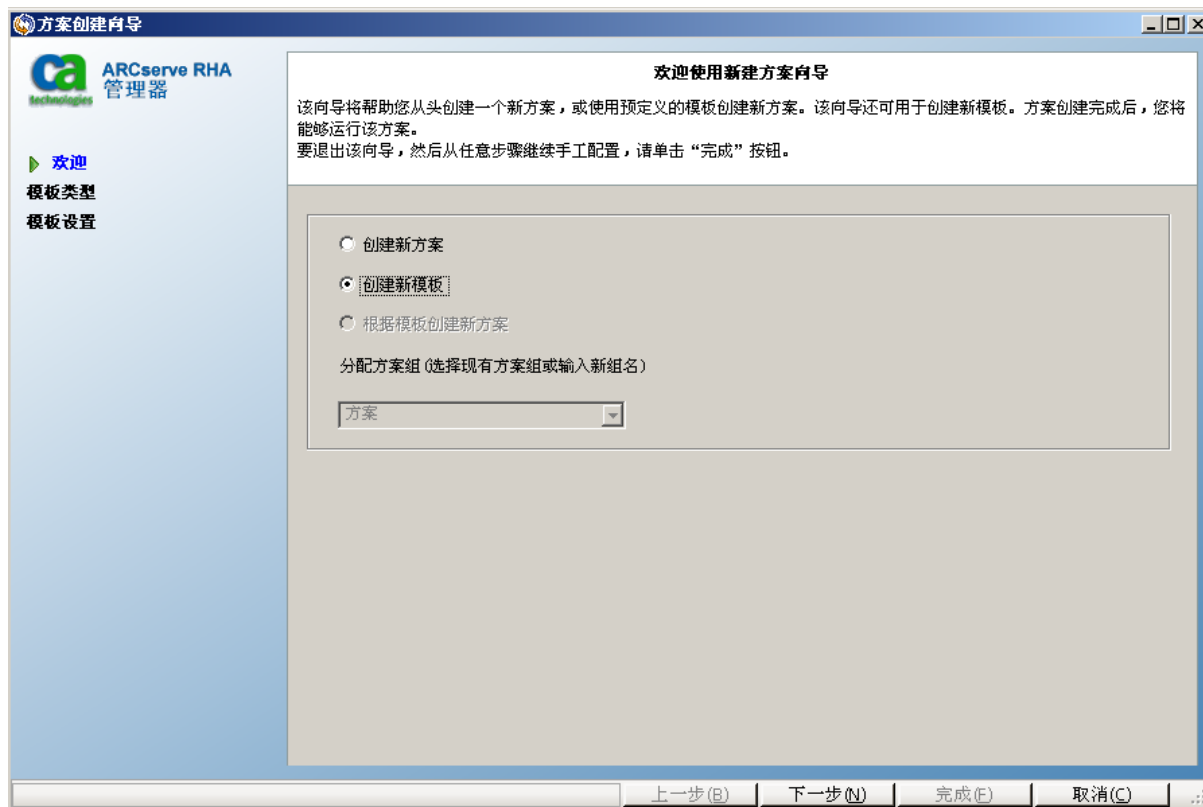 方案创建向导
ca
technologies
ARCserve RHA
管理器
欢迎
模板类型
模板设置
欢迎使用新建方案向导
该向导将帮助您从头创建一个新方案，或使用预定义的模板创建新方案。该向导还可用于创建新模板。方案创建完成后，您将
能够运行该方案。
要退出该向导，然后从任意步骤继续手工配置，请单击“完成”按钮。
创建新方案
创建新模板
根据模板创建新方案
分配方案组(选择现有方案组或输入新组名)
方案
上一步(B)
下一步(N)
完成(F)
取消(C)